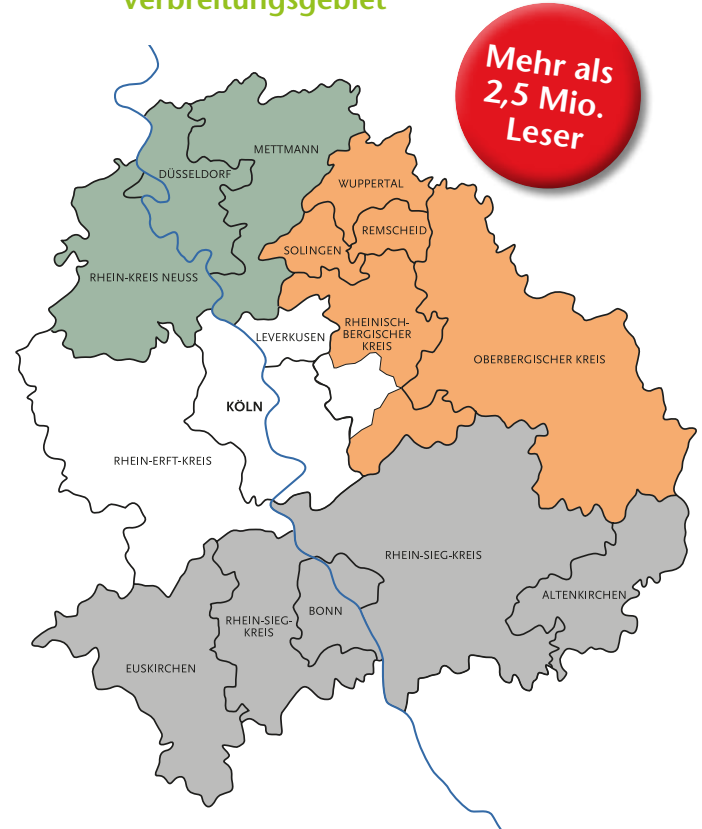 Verbreitungsgebiet
Mehr als
2,5 Mio.
Leser
METTMANN
DÜSSELDORF
WUPPERTAL
REMSCHEID
SOLINGEN
RHEIN-KREIS NEUSS
LEVERKUSEN
RHEINISCH-
BERGISCHER
KREIS
OBERBERGISCHER KREIS
KÖLN
RHEIN-ERFT-KREIS
RHEIN-SIEG-KREIS
ALTENKIRCHEN
RHEIN-SIEG-
KREIS
BONN
EUSKIRCHEN